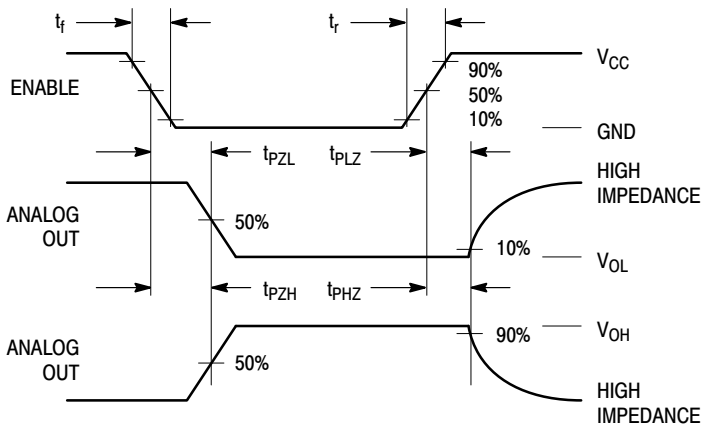 tf
tr
ENABLE
90%
50%
10%
VCC
GND
tPZL
tPLZ
ANALOG
OUT
50%
10%
HIGH
IMPEDANCE
VOL
tPZH
tPHZ
ANALOG
OUT
50%
90%
VOH
HIGH
IMPEDANCE